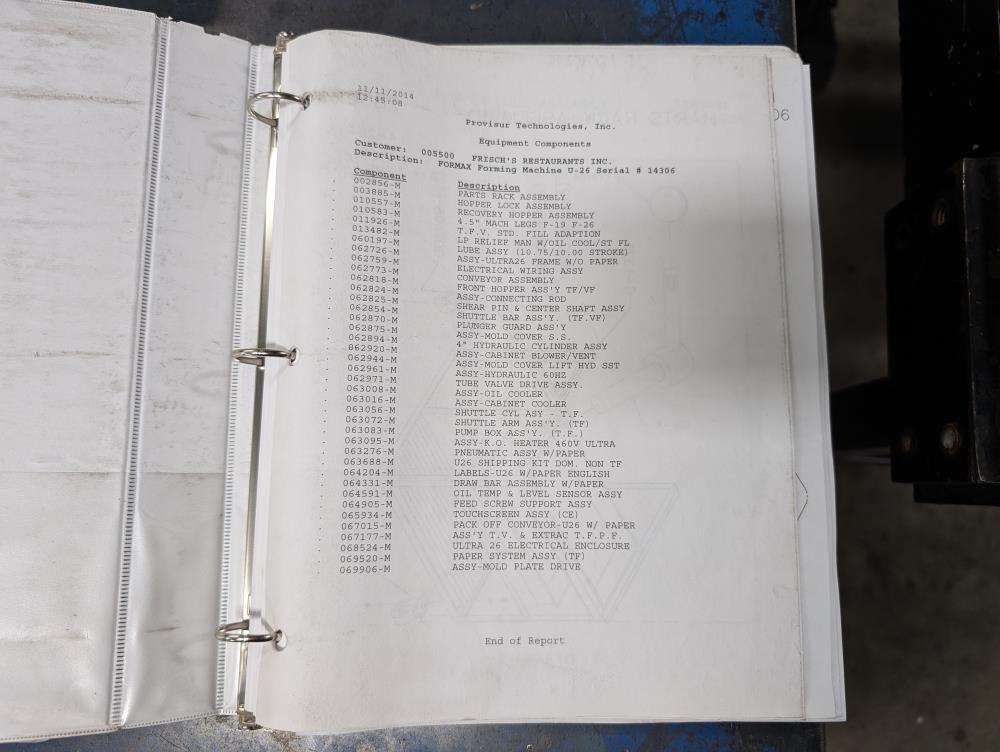 11/11/2014
12:45:08
06
Provisur Technologies, Inc.
Equipment Components
Customer: 005500 FRISCH'S RESTAURANTS INC.
Description: FORMAX Forming Machine U-26 Serial # 14306
Component Description
. 002856-M PARTS RACK ASSEMBLY
. 003885-M HOPPER LOCK ASSEMBLY
. 010557-M RECOVERY HOPPER ASSEMBLY
. 010583-M 4.5" MACH LEGS F-19 F-26
. 011926-M T.F.V. STD. FILL ADAPTION
. 013482-M LP RELIEF MAN W/OIL COOL/ST FL
. 060197-M LUBE ASSY (10.75/10.00 STROKE)
. 062726-M ASSY-ULTRA26 FRAME W/O PAPER
. 062759-M ELECTRICAL WIRING ASSY
. 062773-M CONVEYOR ASSEMBLY
. 062818-M FRONT HOPPER ASS'Y TF/VF
. 062824-M ASSY-CONNECTING ROD
. 062825-M SHEAR PIN & CENTER SHAFT ASSY
. 062854-M SHUTTLE BAR ASS'Y. (TF.VF)
. 062870-M PLUNGER GUARD ASS'Y
. 062875-M ASSY-MOLD COVER S.S.
. 062894-M 4" HYDRAULIC CYLINDER ASSY
. 062920-M ASSY-CABINET BLOWER/VENT
. 062944-M ASSY-MOLD COVER LIFT HYD SST
. 062961-M ASSY-HYDRAULIC 60HZ
. 062971-M TUBE VALVE DRIVE ASSY.
. 063008-M ASSY-OIL COOLER
. 063016-M ASSY-CABINET COOLER
. 063056-M SHUTTLE CYL ASY - T.F.
. 063072-M SHUTTLE ARM ASS'Y. (TF)
. 063083-M PUMP BOX ASS'Y. (T.F.)
. 063095-M ASSY-K.O. HEATER 460V ULTRA
. 063276-M PNEUMATIC ASSY W/PAPER
. 063688-M U26 SHIPPING KIT DOM. NON TF
. 064204-M LABELS-U26 W/PAPER ENGLISH
. 064331-M DRAW BAR ASSEMBLY W/PAPER
. 064591-M OIL TEMP & LEVEL SENSOR ASSY
. 064905-M FEED SCREW SUPPORT ASSY
. 065934-M TOUCHSCREEN ASSY (CE)
. 067015-M PACK OFF CONVEYOR-U26 W/ PAPER
. 067177-M ASS'Y T.V. & EXTRAC T.F.P.F.
. 068524-M ULTRA 26 ELECTRICAL ENCLOSURE
. 069520-M PAPER SYSTEM ASSY (TF)
. 069906-M ASSY-MOLD PLATE DRIVE
End of Report